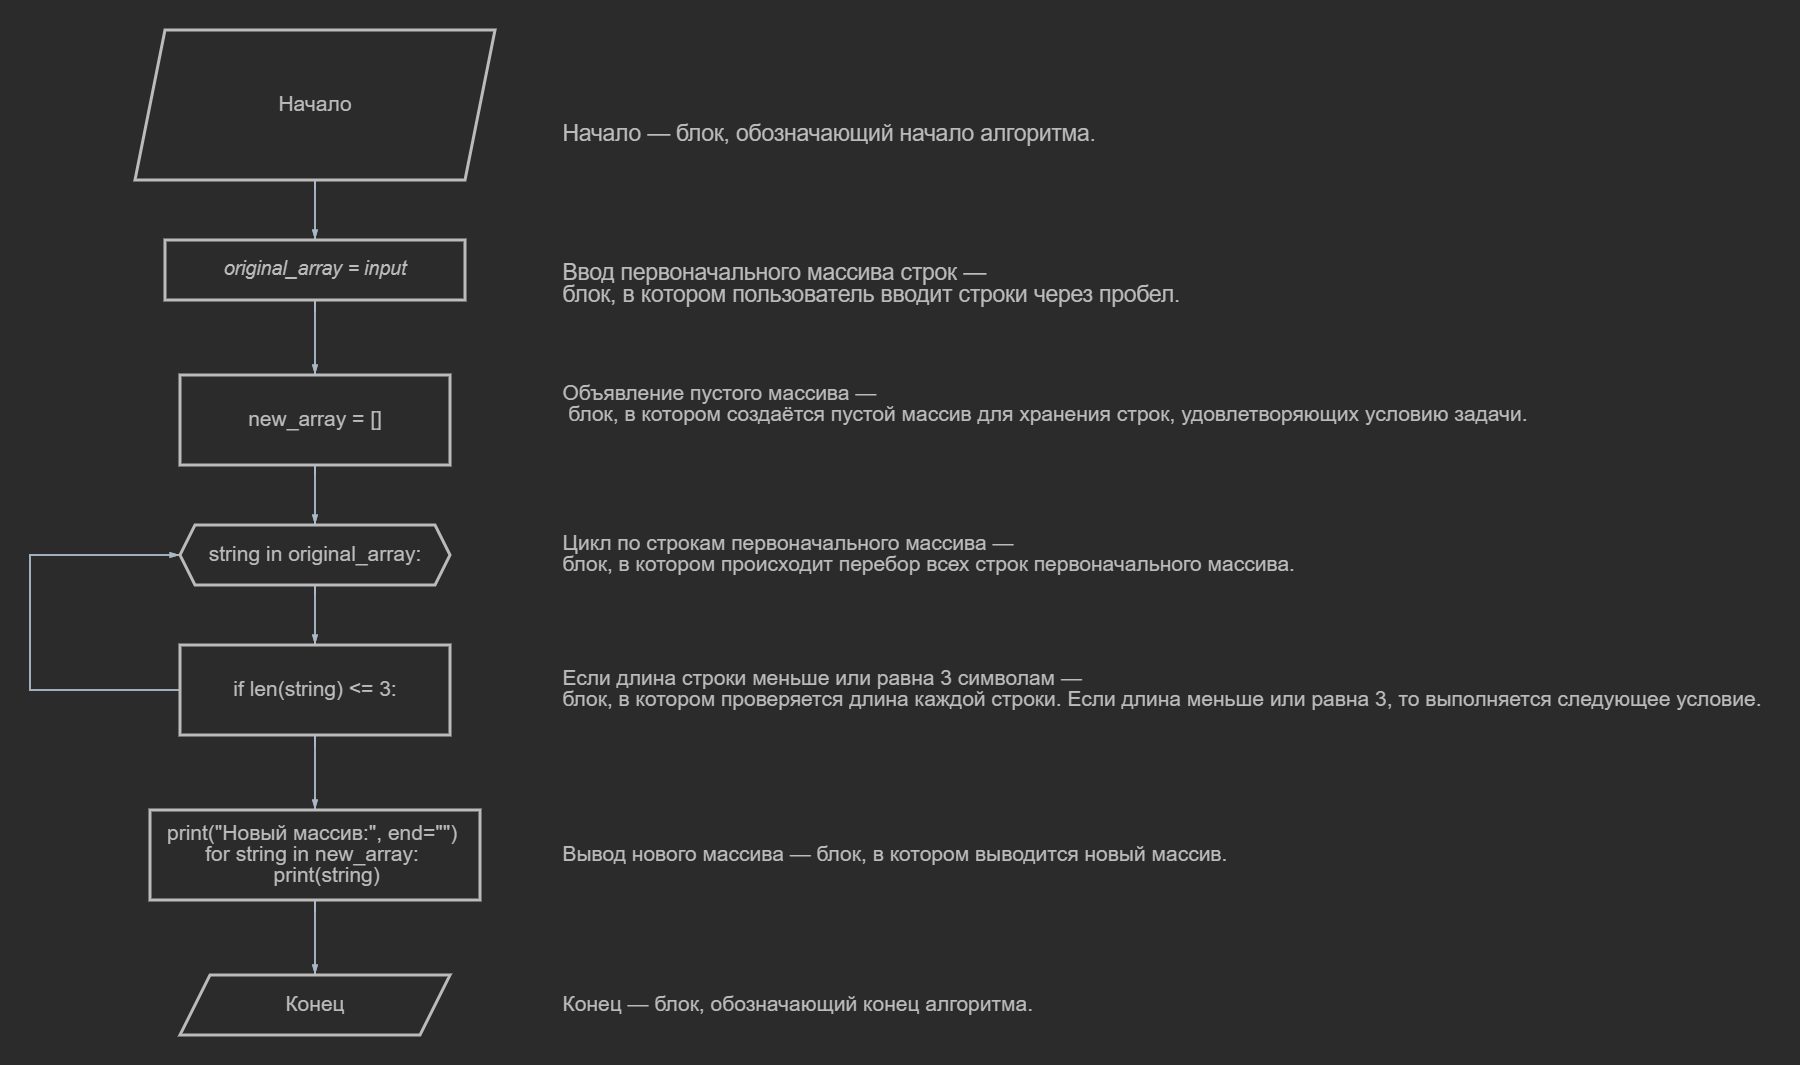 Начало
Начало — блок, обозначающий начало алгоритма.
original_array = input
Ввод первоначального массива строк —
блок, в котором пользователь вводит строки через пробел.
new_array = []
Объявление пустого массива —
блок, в котором создаётся пустой массив для хранения строк, удовлетворяющих условию задачи.
string in original_array:
Цикл по строкам первоначального массива —
блок, в котором происходит перебор всех строк первоначального массива.
if len(string) <= 3:
Если длина строки меньше или равна 3 символам —
блок, в котором проверяется длина каждой строки. Если длина меньше или равна 3, то выполняется следующее условие.
print("Новый массив:", end="")
for string in new_array:
print(string)
Вывод нового массива — блок, в котором выводится новый массив.
Конец
Конец — блок, обозначающий конец алгоритма.